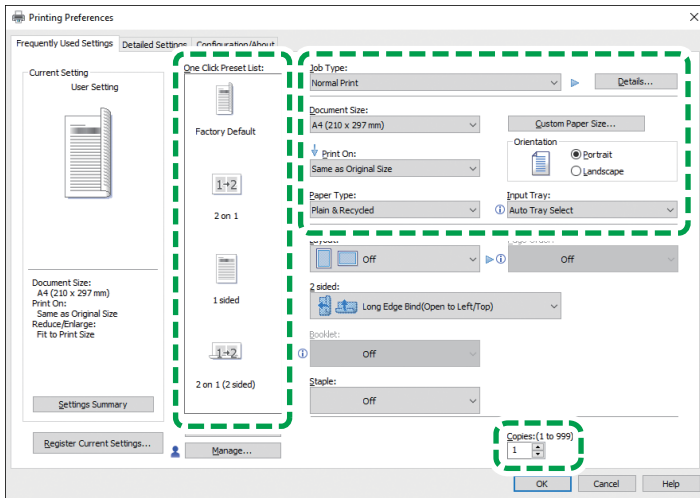 Printing Preferences
Frequently Used Settings Detailed Settings Configuration/About
Current Setting
User Setting
Document Size:
A4 (210 x 297 mm)
Print On:
Same as Original Size
Reduce/Enlarge:
Fit to Print Size
Settings Summary
Register Current Settings...
One Click Preset List:
Factory Default
1→2
2 on 1
1 sided
1→2
2 on 1 (2 sided)
Manage...
Job Type:
Normal Print
Details...
Document Size:
A4 (210 x 297 mm)
Custom Paper Size...
Print On:
Same as Original Size
Orientation
Portrait
Landscape
Paper Type:
Plain & Recycled
Input Tray:
Auto Tray Select
Layout:
Off
Page Order:
Off
2 sided:
Long Edge Bind(Open to Left/Top)
Booklet:
Off
Staple:
Off
Copies:(1 to 999)
1
OK Cancel Help